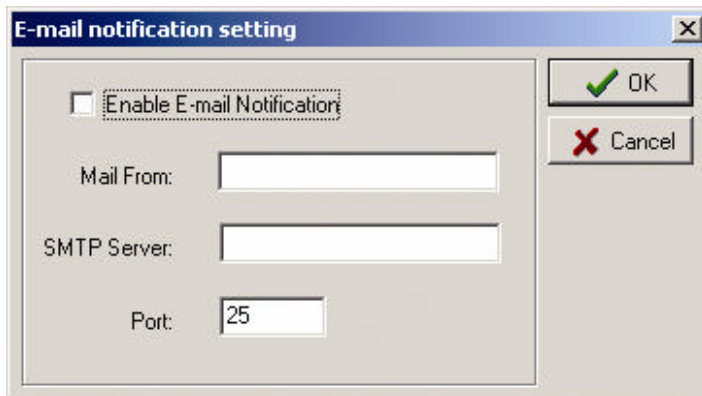 E-mail notification setting
Enable E-mail Notification
OK
Cancel
Mail From:
SMTP Server:
Port: 25